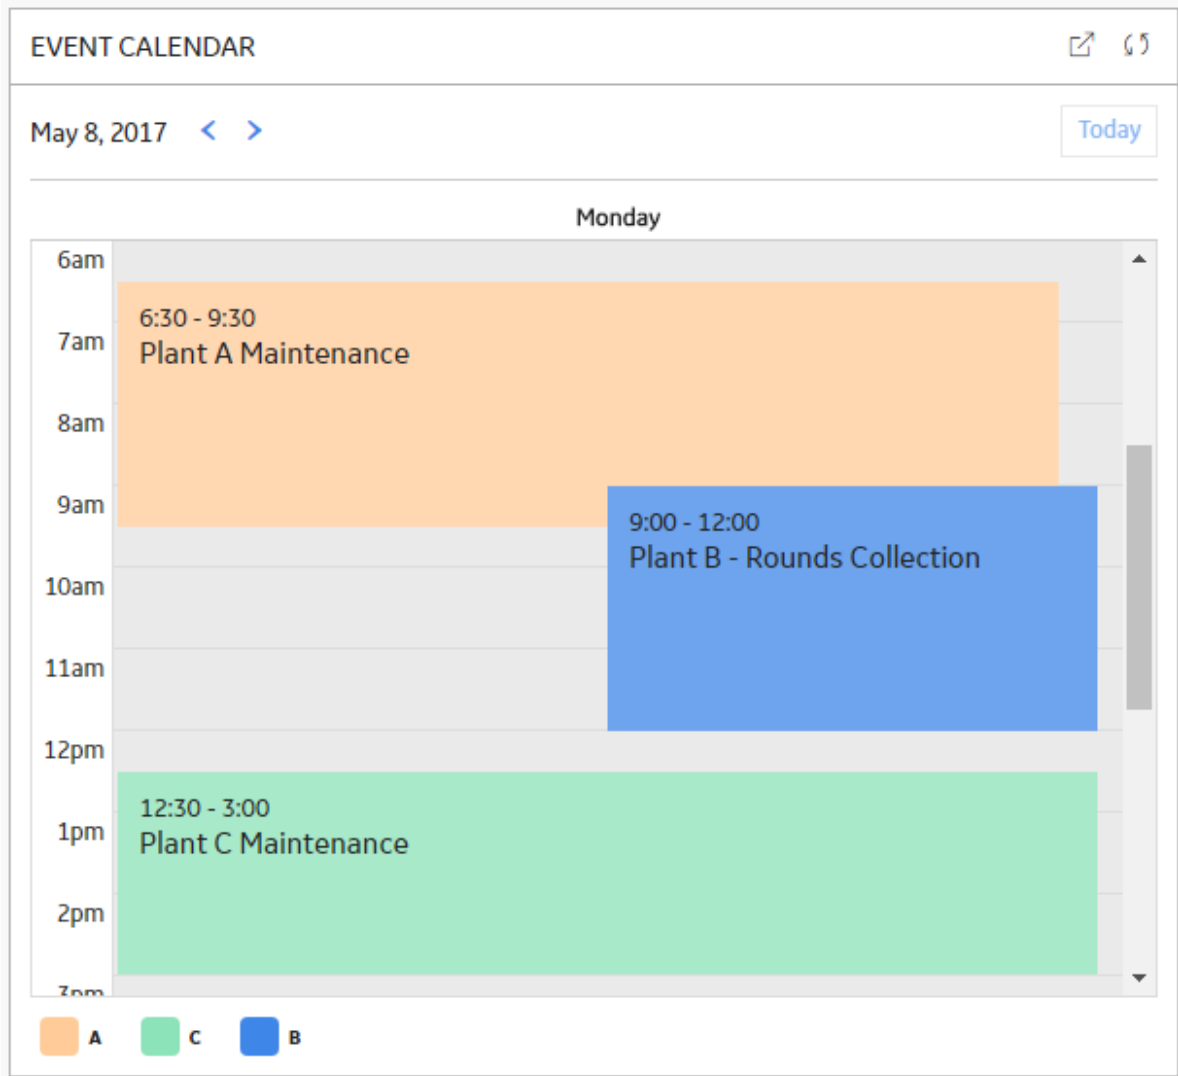 EVENT CALENDAR
May 8, 2017
Today
Monday
6am
6:30 - 9:30
7am
Plant A Maintenance
8am
9am
9:00 - 12:00
Plant B - Rounds Collection
10am
11am
12pm
12:30 - 3:00
1pm
Plant C Maintenance
2pm
3pm
A C B